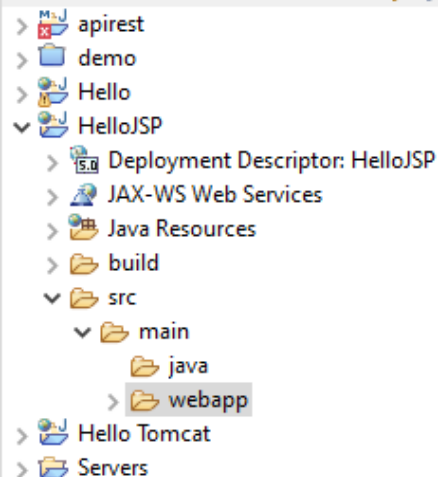 apirest
demo
Hello
HelloJSP
Deployment Descriptor: HelloJSP
JAX-WS Web Services
Java Resources
build
src
main
java
webapp
Hello Tomcat
Servers